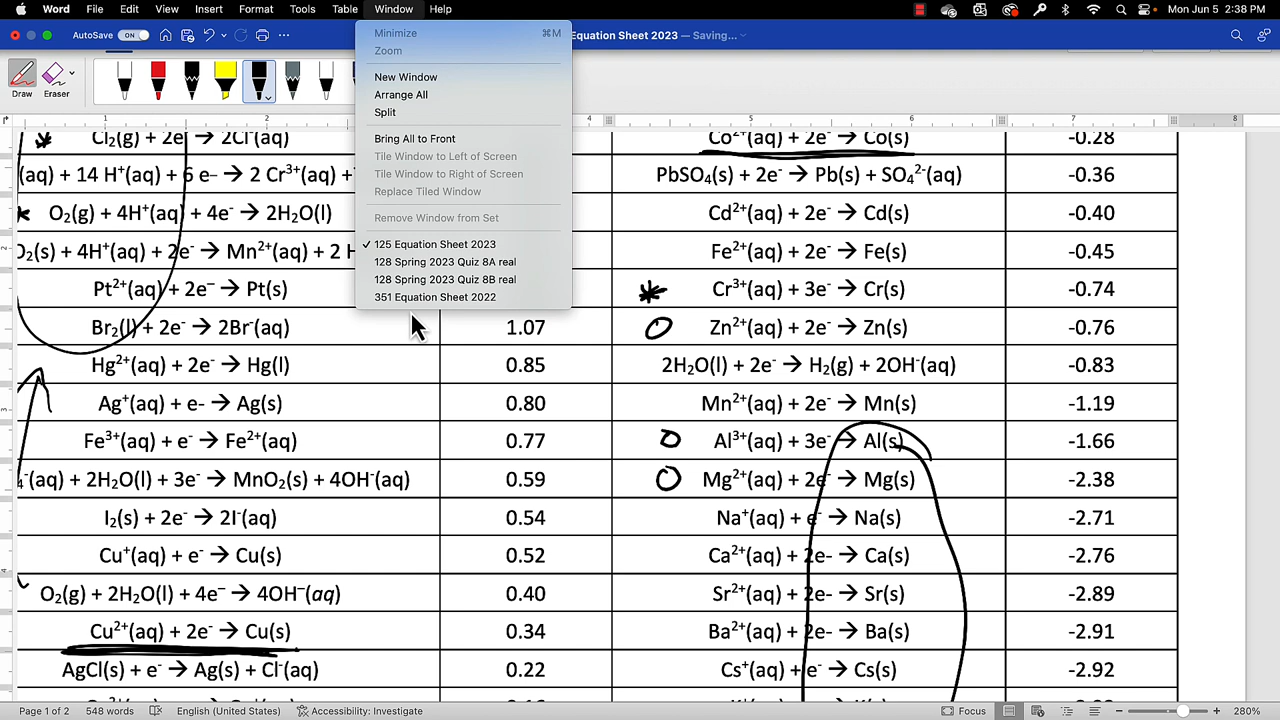 Word File Edit View Insert Format Tools Table Window Help Mon Jun 5 2:38 PM
AutoSave ON ... Equation Sheet 2023 — Saving...
Draw Eraser
Minimize ⌘M
Zoom
New Window
Arrange All
Split
Bring All to Front
Tile Window to Left of Screen
Tile Window to Right of Screen
Replace Tiled Window
Remove Window from Set
✓ 125 Equation Sheet 2023
128 Spring 2023 Quiz 8A real
128 Spring 2023 Quiz 8B real
351 Equation Sheet 2022
1 2 4 5 6 7 8
2
3
4
Cl₂(g) + 2e⁻ → 2Cl⁻(aq)
(aq) + 14 H⁺(aq) + 6 e– → 2 Cr³⁺(aq) +
O₂(g) + 4H⁺(aq) + 4e⁻ → 2H₂O(l)
O₂(s) + 4H⁺(aq) + 2e⁻ → Mn²⁺(aq) + 2 H
Pt²⁺(aq) + 2e⁻ → Pt(s)
Br₂(l) + 2e⁻ → 2Br⁻(aq) 1.07
Hg²⁺(aq) + 2e⁻ → Hg(l) 0.85
Ag⁺(aq) + e- → Ag(s) 0.80
Fe³⁺(aq) + e⁻ → Fe²⁺(aq) 0.77
₄⁻(aq) + 2H₂O(l) + 3e⁻ → MnO₂(s) + 4OH⁻(aq) 0.59
I₂(s) + 2e⁻ → 2I⁻(aq) 0.54
Cu⁺(aq) + e⁻ → Cu(s) 0.52
O₂(g) + 2H₂O(l) + 4e⁻ → 4OH⁻(aq) 0.40
Cu²⁺(aq) + 2e⁻ → Cu(s) 0.34
AgCl(s) + e⁻ → Ag(s) + Cl⁻(aq) 0.22
Co²⁺(aq) + 2e⁻ → Co(s) -0.28
PbSO₄(s) + 2e⁻ → Pb(s) + SO₄²⁻(aq) -0.36
Cd²⁺(aq) + 2e⁻ → Cd(s) -0.40
Fe²⁺(aq) + 2e⁻ → Fe(s) -0.45
Cr³⁺(aq) + 3e⁻ → Cr(s) -0.74
Zn²⁺(aq) + 2e⁻ → Zn(s) -0.76
2H₂O(l) + 2e⁻ → H₂(g) + 2OH⁻(aq) -0.83
Mn²⁺(aq) + 2e⁻ → Mn(s) -1.19
Al³⁺(aq) + 3e⁻ → Al(s) -1.66
Mg²⁺(aq) + 2e⁻ → Mg(s) -2.38
Na⁺(aq) + e⁻ → Na(s) -2.71
Ca²⁺(aq) + 2e- → Ca(s) -2.76
Sr²⁺(aq) + 2e- → Sr(s) -2.89
Ba²⁺(aq) + 2e- → Ba(s) -2.91
Cs⁺(aq) + e⁻ → Cs(s) -2.92
Page 1 of 2 548 words English (United States) Accessibility: Investigate Focus 280%